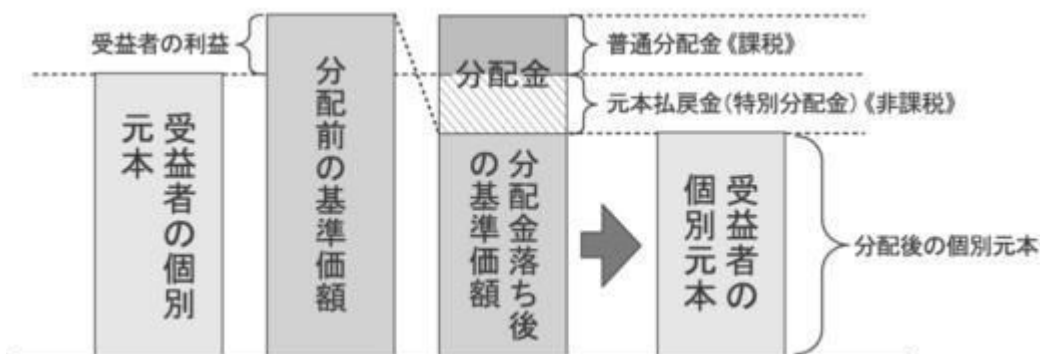 受益者の利益
普通分配金《課税》
分配金
元本払戻金(特別分配金)《非課税》
受益者の個別
元本
分配前の基準価額
分配金落ち後
の基準価額
受益者の
個別元本
分配後の個別元本